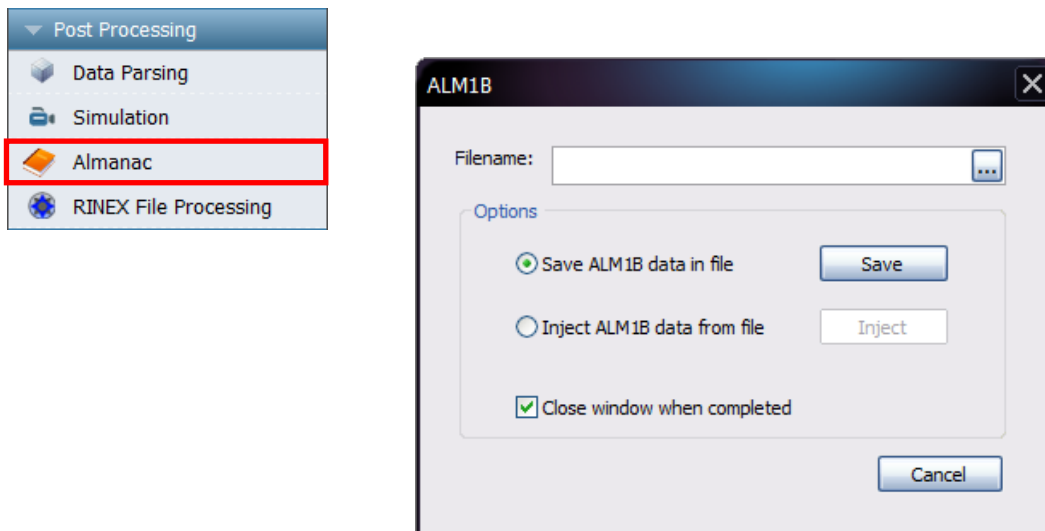 Post Processing
Data Parsing
Simulation
Almanac
RINEX File Processing
ALM1B
Filename:
...
Options
Save ALM1B data in file
Save
Inject ALM1B data from file
Inject
Close window when completed
Cancel